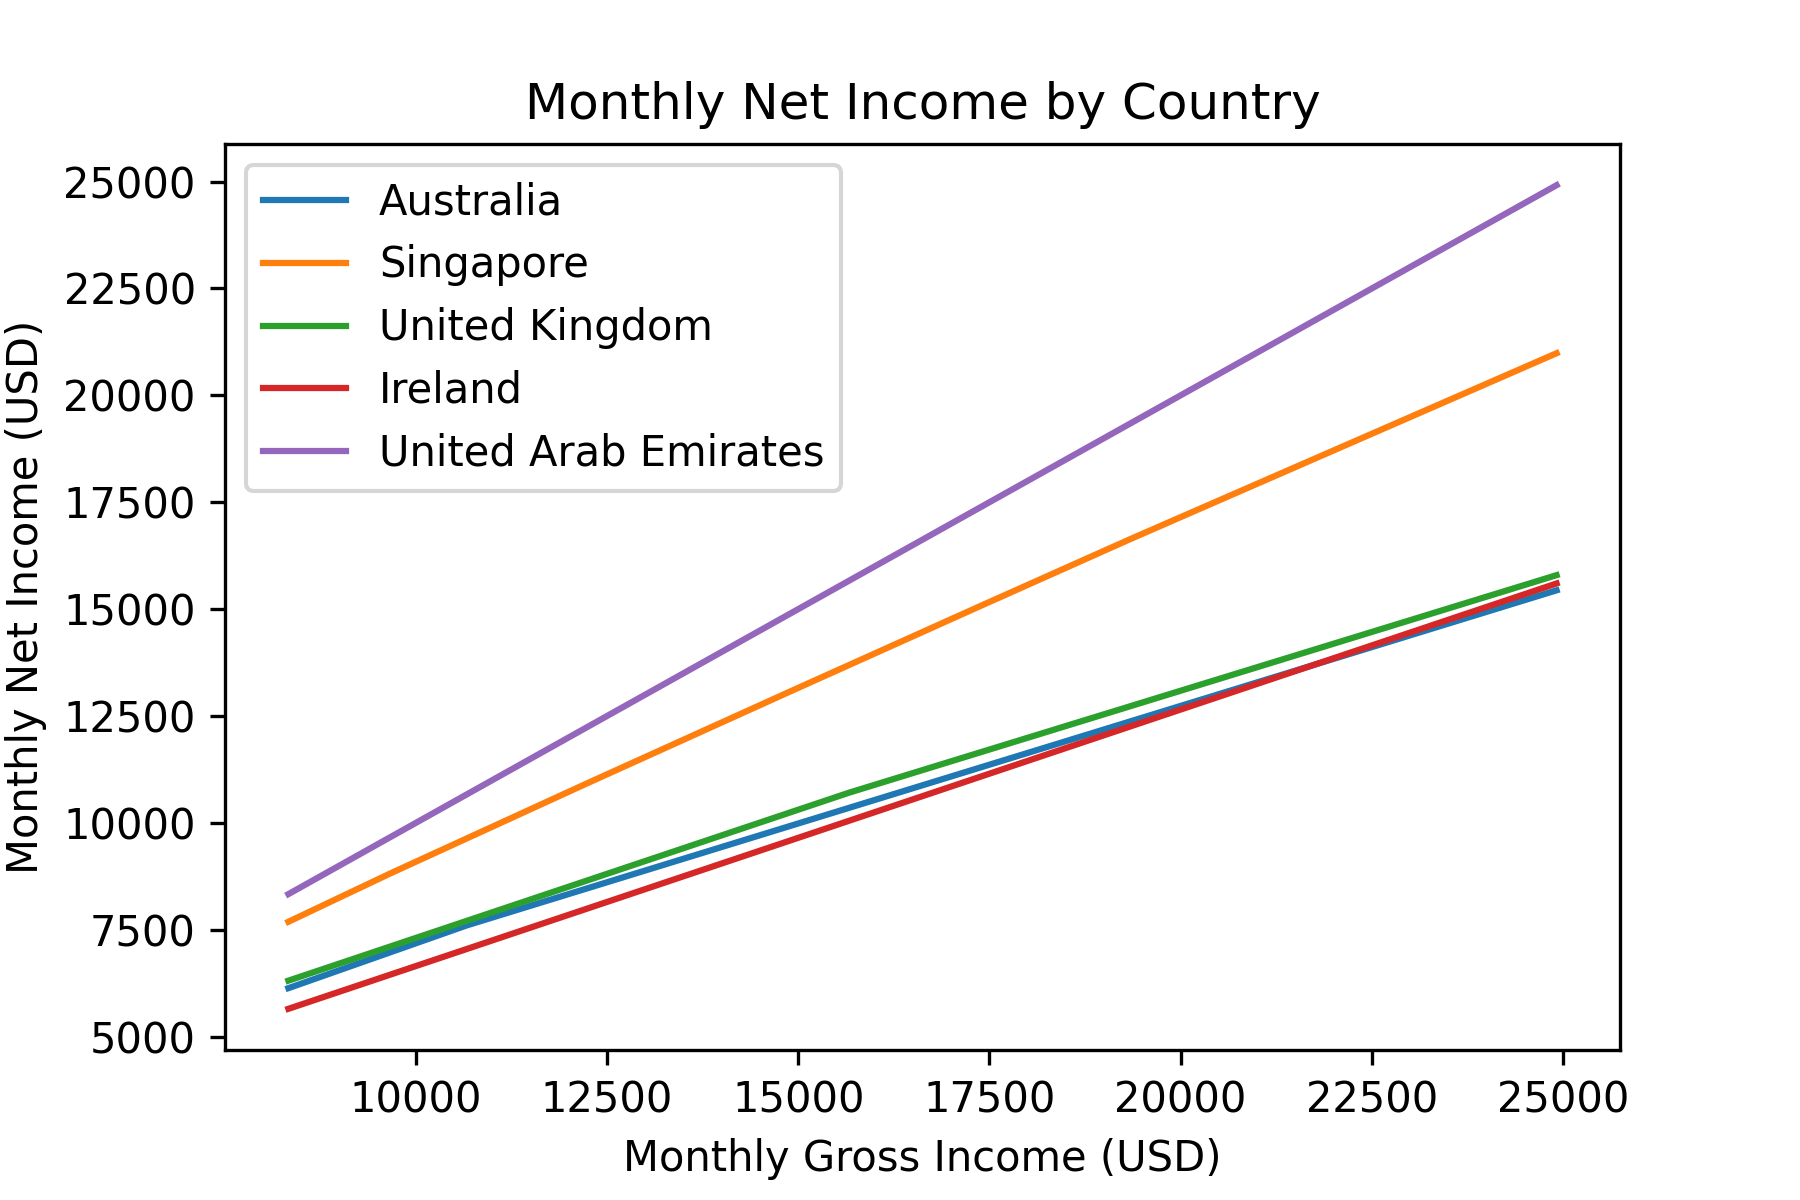 Monthly Net Income by Country
Monthly Net Income (USD)
25000
22500
20000
17500
15000
12500
10000
7500
5000
Australia
Singapore
United Kingdom
Ireland
United Arab Emirates
10000 12500 15000 17500 20000 22500 25000
Monthly Gross Income (USD)